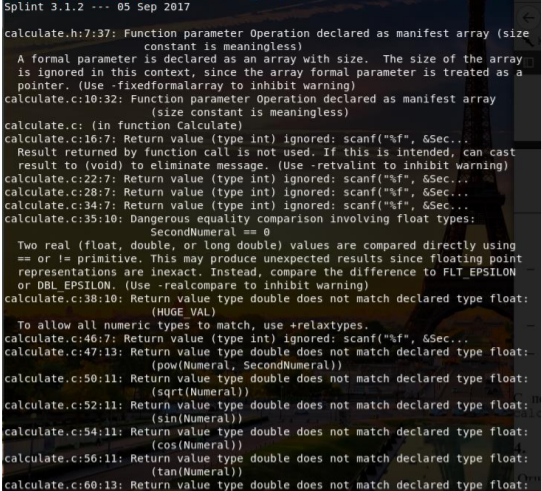 Splint 3.1.2 --- 05 Sep 2017
calculate.h:7:37: Function parameter Operation declared as manifest array (size
constant is meaningless)
A formal parameter is declared as an array with size.  The size of the array
is ignored in this context, since the array formal parameter is treated as a
pointer. (Use -fixedformalarray to inhibit warning)
calculate.c:10:32: Function parameter Operation declared as manifest array
(size constant is meaningless)
calculate.c: (in function Calculate)
calculate.c:16:7: Return value (type int) ignored: scanf("%f", &Sec...
Result returned by function call is not used. If this is intended, can cast
result to (void) to eliminate message. (Use -retvalint to inhibit warning)
calculate.c:22:7: Return value (type int) ignored: scanf("%f", &Sec...
calculate.c:28:7: Return value (type int) ignored: scanf("%f", &Sec...
calculate.c:34:7: Return value (type int) ignored: scanf("%f", &Sec...
calculate.c:35:10: Dangerous equality comparison involving float types:
SecondNumeral == 0
Two real (float, double, or long double) values are compared directly using
== or != primitive. This may produce unexpected results since floating point
representations are inexact. Instead, compare the difference to FLT_EPSILON
or DBL_EPSILON. (Use -realcompare to inhibit warning)
calculate.c:38:10: Return value type double does not match declared type float:
(HUGE_VAL)
To allow all numeric types to match, use +relaxtypes.
calculate.c:46:7: Return value (type int) ignored: scanf("%f", &Sec...
calculate.c:47:13: Return value type double does not match declared type float:
(pow(Numeral, SecondNumeral))
calculate.c:50:11: Return value type double does not match declared type float:
(sqrt(Numeral))
calculate.c:52:11: Return value type double does not match declared type float:
(sin(Numeral))
calculate.c:54:11: Return value type double does not match declared type float:
(cos(Numeral))
calculate.c:56:11: Return value type double does not match declared type float:
(tan(Numeral))
calculate.c:60:13: Return value type double does not match declared type float: